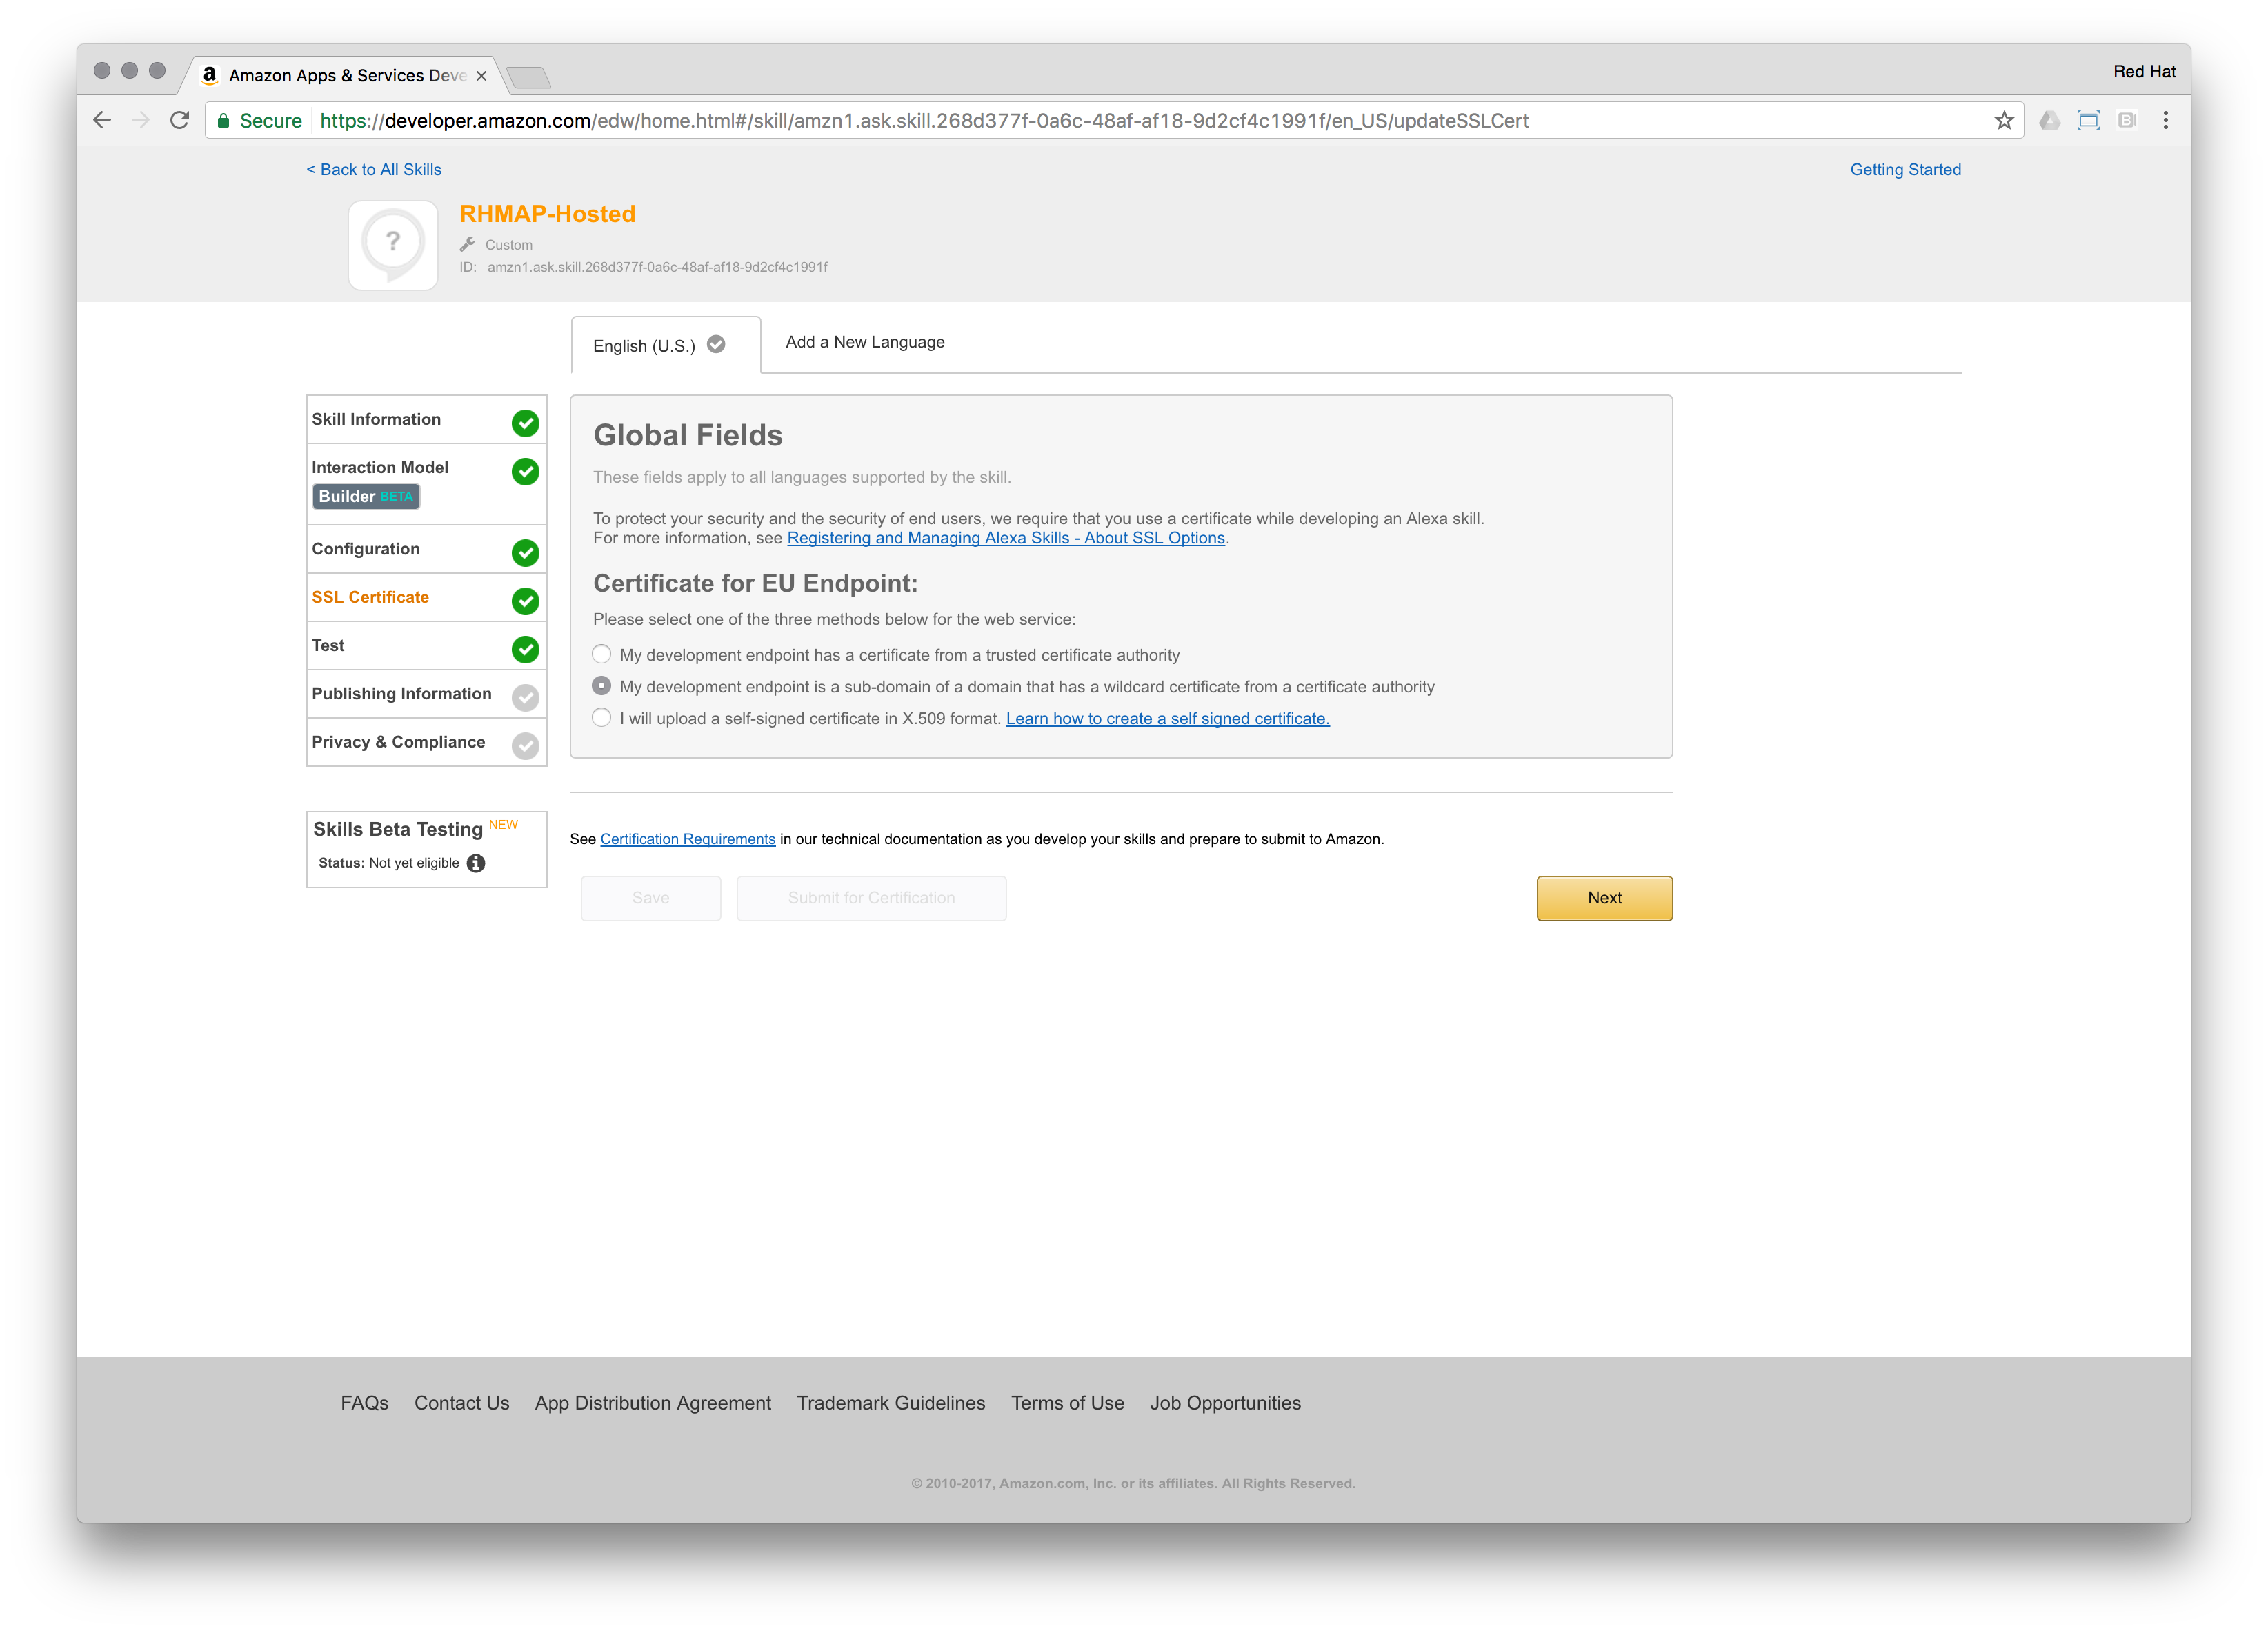 Amazon Apps & Services Deve
Red Hat
Secure
https://developer.amazon.com/edw/home.html#/skill/amzn1.ask.skill.268d377f-0a6c-48af-af18-9d2cf4c1991f/en_US/updateSSLCert
< Back to All Skills
Getting Started
?
RHMAP-Hosted
Custom
ID: amzn1.ask.skill.268d377f-0a6c-48af-af18-9d2cf4c1991f
English (U.S.)
Add a New Language
Skill Information
Interaction Model
Builder BETA
Configuration
SSL Certificate
Test
Publishing Information
Privacy & Compliance
Skills Beta Testing NEW
Status: Not yet eligible
Global Fields
These fields apply to all languages supported by the skill.
To protect your security and the security of end users, we require that you use a certificate while developing an Alexa skill.
For more information, see Registering and Managing Alexa Skills - About SSL Options.
Certificate for EU Endpoint:
Please select one of the three methods below for the web service:
My development endpoint has a certificate from a trusted certificate authority
My development endpoint is a sub-domain of a domain that has a wildcard certificate from a certificate authority
I will upload a self-signed certificate in X.509 format. Learn how to create a self signed certificate.
See Certification Requirements in our technical documentation as you develop your skills and prepare to submit to Amazon.
Save
Submit for Certification
Next
FAQs
Contact Us
App Distribution Agreement
Trademark Guidelines
Terms of Use
Job Opportunities
© 2010-2017, Amazon.com, Inc. or its affiliates. All Rights Reserved.